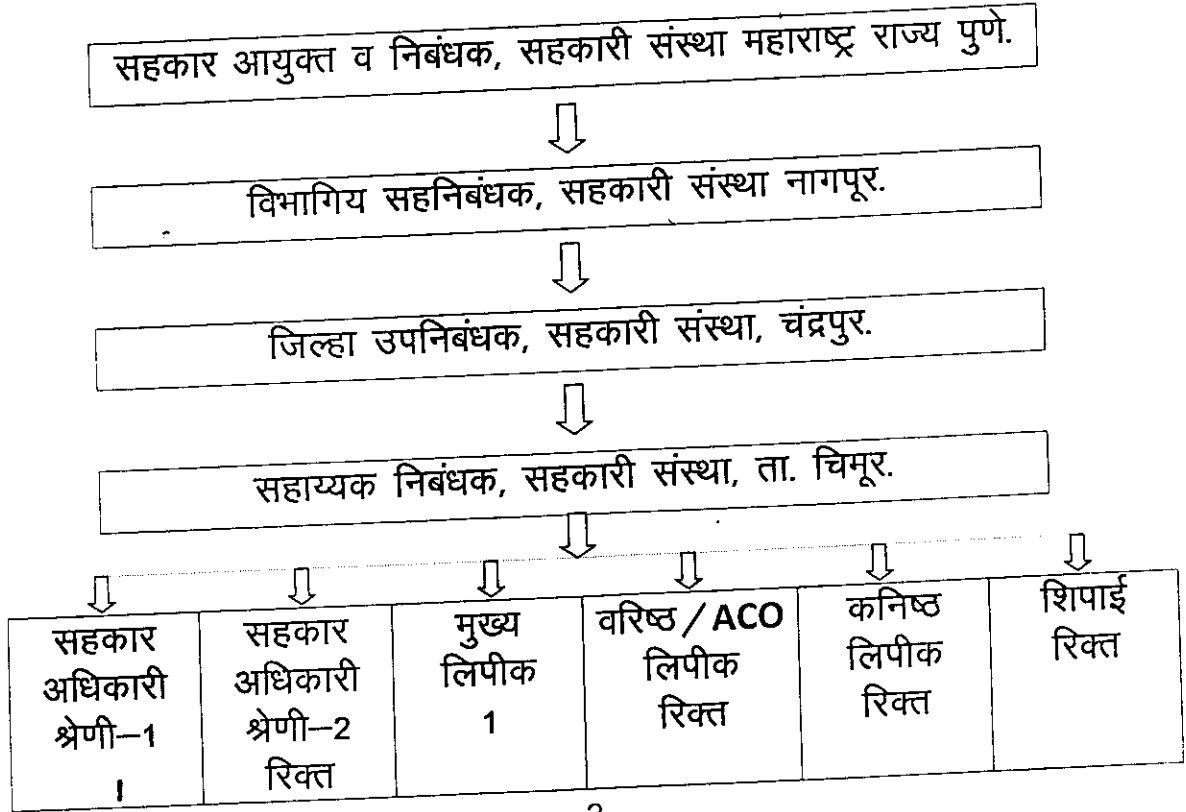 सहकार आयुक्त व निबंधक, सहकारी संस्था महाराष्ट्र राज्य पुणे.
विभागिय सहनिबंधक, सहकारी संस्था नागपूर.
जिल्हा उपनिबंधक, सहकारी संस्था, चंद्रपुर.
सहाय्यक निबंधक, सहकारी संस्था, ता. चिमूर.
सहकार
अधिकारी
श्रेणी–1
I
सहकार
अधिकारी
श्रेणी–2
रिक्त
मुख्य
लिपीक
1
वरिष्ठ / ACO
लिपीक
रिक्त
कनिष्ठ
लिपीक
रिक्त
शिपाई
रिक्त